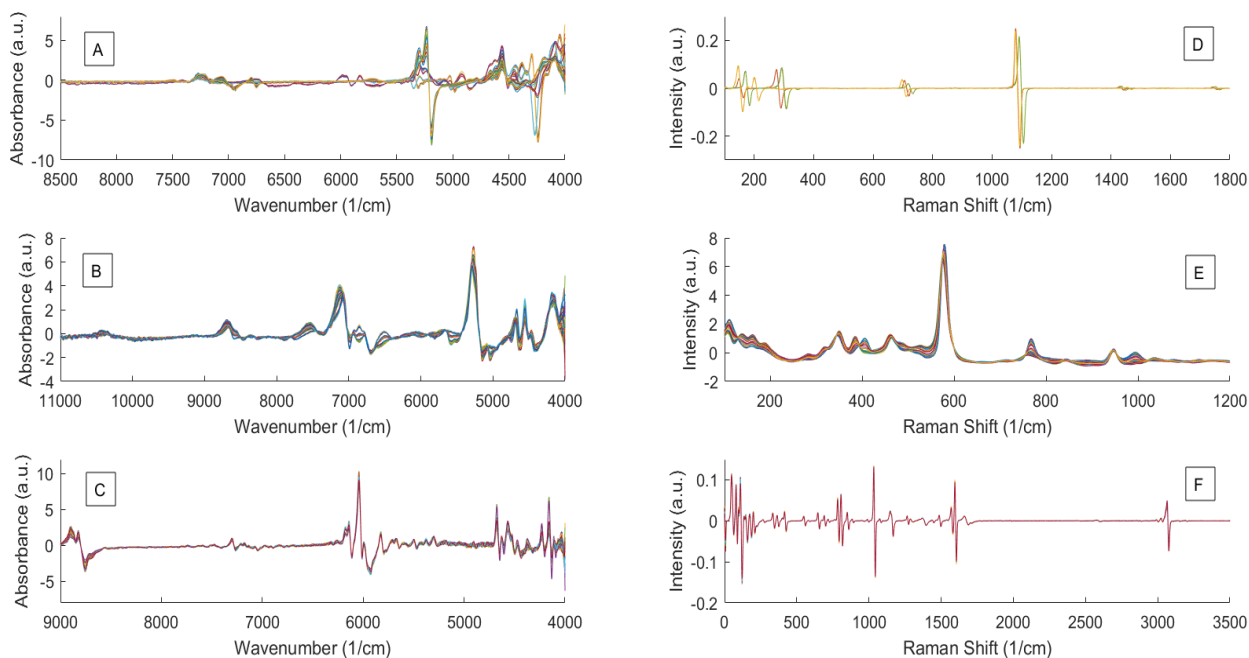 Absorbance (a.u.)
5
0
-5
-10
A
8500 8000 7500 7000 6500 6000 5500 5000 4500 4000
Wavenumber (1/cm)
Intensity (a.u.)
0.2
0
-0.2
D
200 400 600 800 1000 1200 1400 1600 1800
Raman Shift (1/cm)
Absorbance (a.u.)
8
6
4
2
0
-2
-4
B
11000 10000 9000 8000 7000 6000 5000 4000
Wavenumber (1/cm)
Intensity (a.u.)
8
6
4
2
0
-2
E
200 400 600 800 1000 1200
Raman Shift (1/cm)
Absorbance (a.u.)
10
5
0
-5
C
9000 8000 7000 6000 5000 4000
Wavenumber (1/cm)
Intensity (a.u.)
0.1
0
-0.1
-0.2
F
0 500 1000 1500 2000 2500 3000 3500
Raman Shift (1/cm)